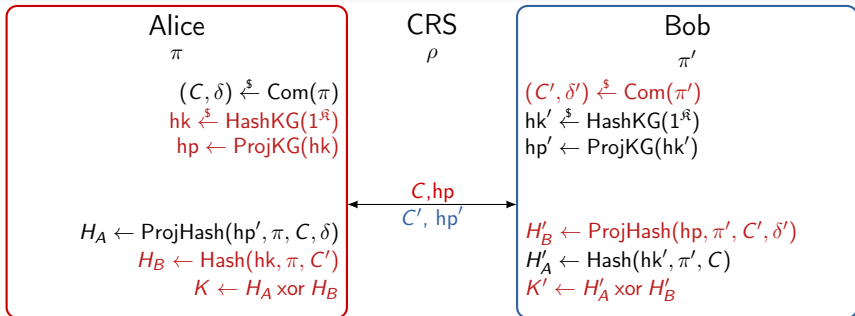 Alice
π
(C, δ) $← Com(π)
hk $← HashKG(1^𝔎)
hp ← ProjKG(hk)
H_A ← ProjHash(hp′, π, C, δ)
H_B ← Hash(hk, π, C′)
K ← H_A xor H_B
CRS
ρ
C,hp
C′, hp′
Bob
π′
(C′, δ′) $← Com(π′)
hk′ $← HashKG(1^𝔎)
hp′ ← ProjKG(hk′)
H′_B ← ProjHash(hp, π′, C′, δ′)
H′_A ← Hash(hk′, π′, C)
K′ ← H′_A xor H′_B